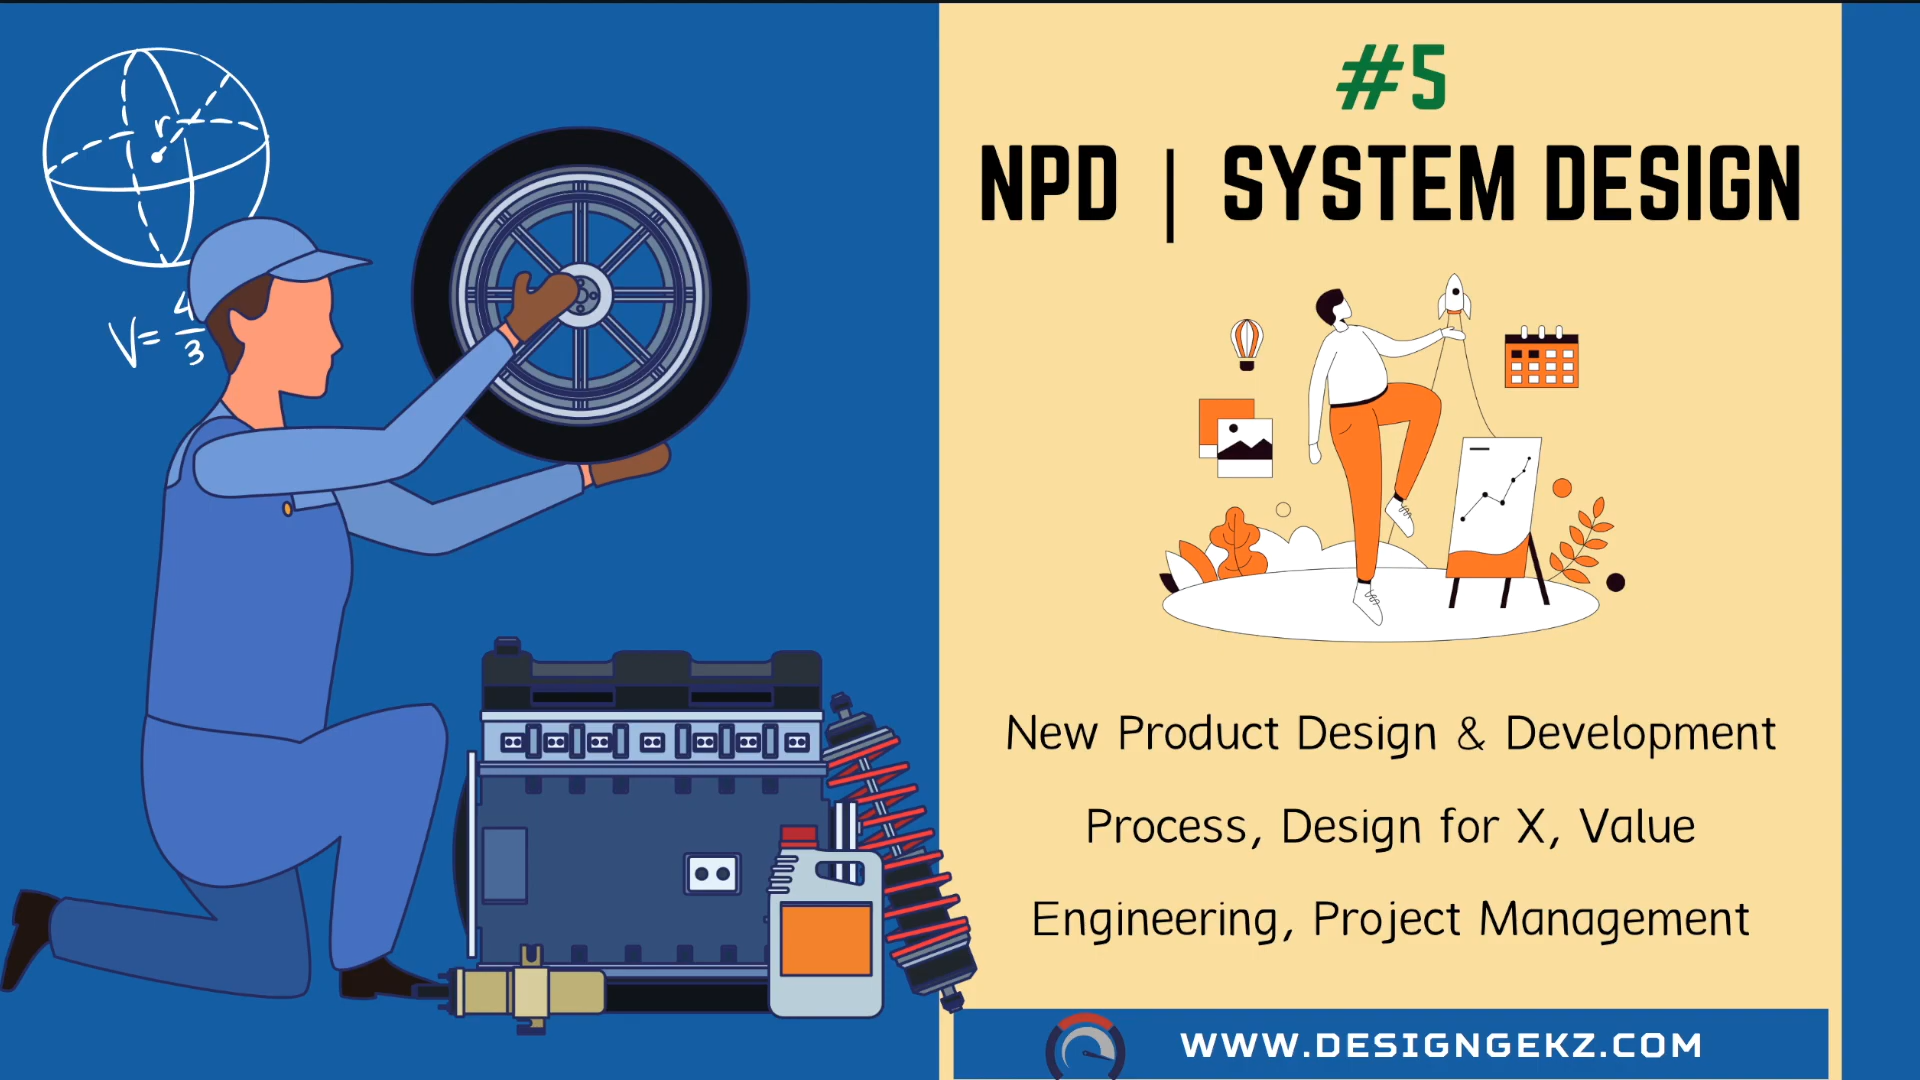 #5
NPD | SYSTEM DESIGN
r
V= 4/3
New Product Design & Development
Process, Design for X, Value
Engineering, Project Management
WWW.DESIGNGEKZ.COM